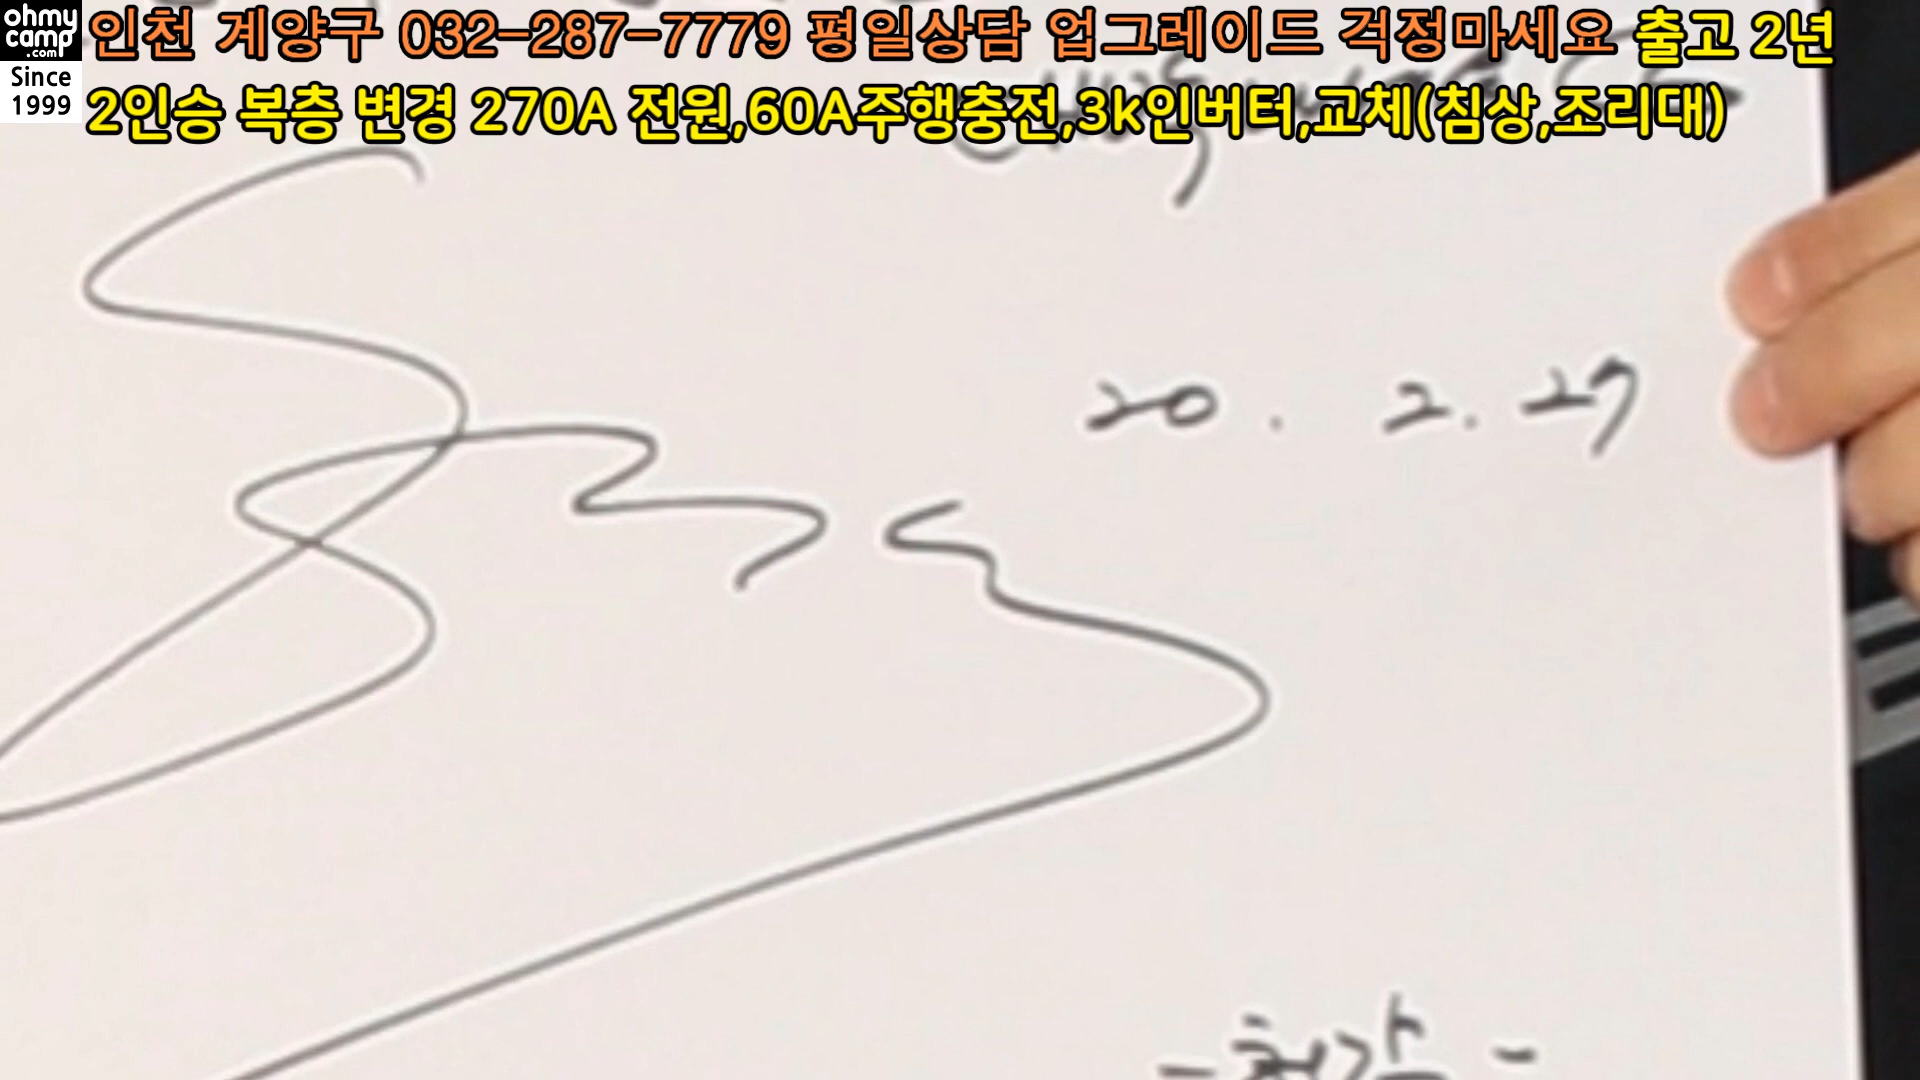 ohmy
camp
.com
Since
1999
인천 계양구 032-287-7779 평일상담 업그레이드 걱정마세요 출고 2년
2인승 복층 변경 270A 전원,60A주행충전,3k인버터,교체(침상,조리대)
20. 2. 27